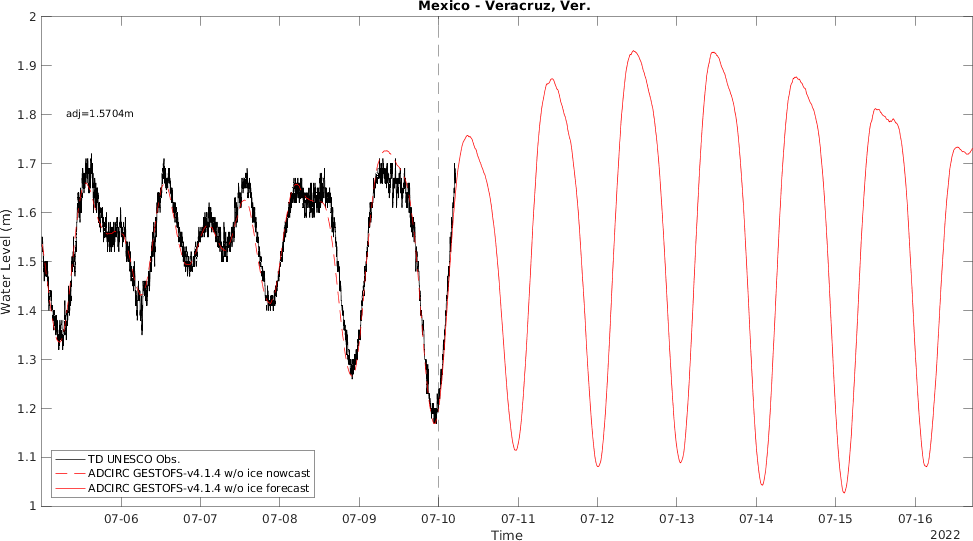 Mexico - Veracruz, Ver.
2
1.9
1.8
1.7
1.6
1.5
1.4
1.3
1.2
1.1
1
Water Level (m)
adj=1.5704m
TD UNESCO Obs.
ADCIRC GESTOFS-v4.1.4 w/o ice nowcast
ADCIRC GESTOFS-v4.1.4 w/o ice forecast
07-06 07-07 07-08 07-09 07-10 07-11 07-12 07-13 07-14 07-15 07-16
Time
2022